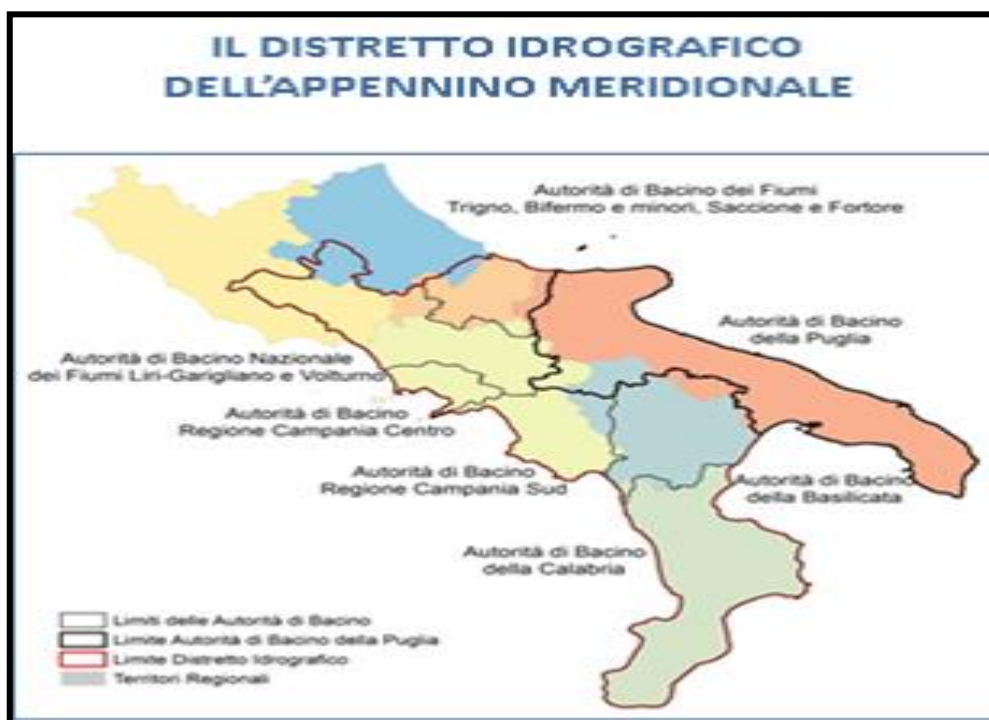 IL DISTRETTO IDROGRAFICO
DELL'APPENNINO MERIDIONALE
Autorità di Bacino dei Fiumi
Trigno, Bifermo e minori, Saccione e Fortore
Autorità di Bacino
della Puglia
Autorità di Bacino Nazionale
dei Fiumi Liri-Garigliano e Volturno
Autorità di Bacino
Regione Campania Centro
Autorità di Bacino
Regione Campania Sud
Autorità di Bacino
della Basilicata
Autorità di Bacino
della Calabria
Limiti delle Autorità di Bacino
Limite Autorità di Bacino della Puglia
Limite Distretto Idrografico
Territori Regionali